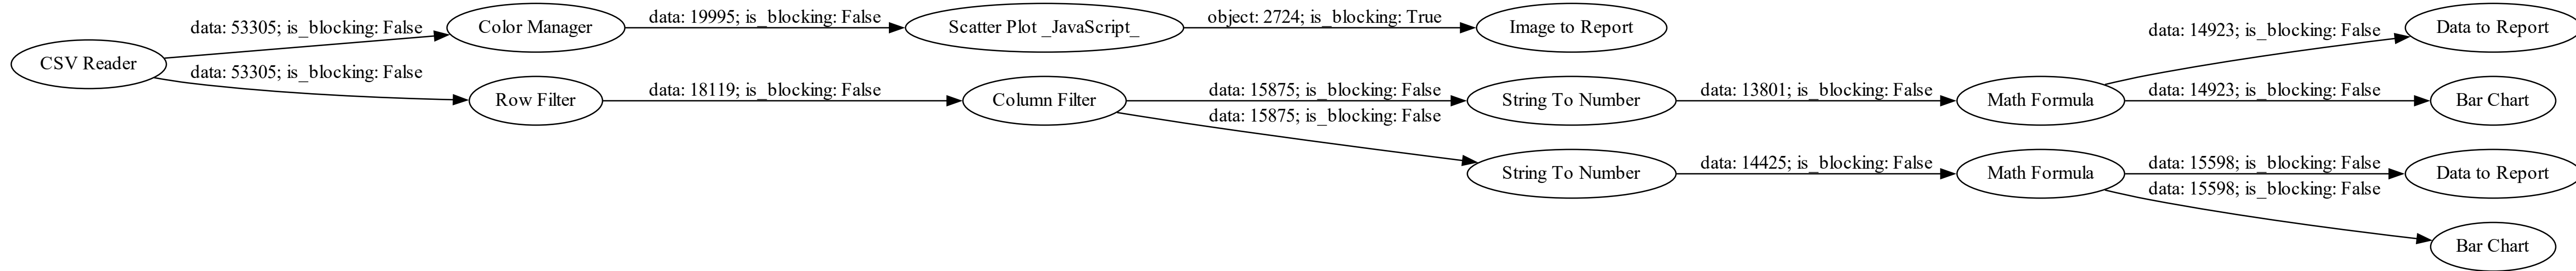 CSV Reader
data: 53305; is_blocking: False
data: 53305; is_blocking: False
Color Manager
data: 19995; is_blocking: False
Scatter Plot _JavaScript_
object: 2724; is_blocking: True
Image to Report
Row Filter
data: 18119; is_blocking: False
Column Filter
data: 15875; is_blocking: False
data: 15875; is_blocking: False
String To Number
data: 13801; is_blocking: False
Math Formula
data: 14923; is_blocking: False
data: 14923; is_blocking: False
Data to Report
Bar Chart
String To Number
data: 14425; is_blocking: False
Math Formula
data: 15598; is_blocking: False
data: 15598; is_blocking: False
Data to Report
Bar Chart